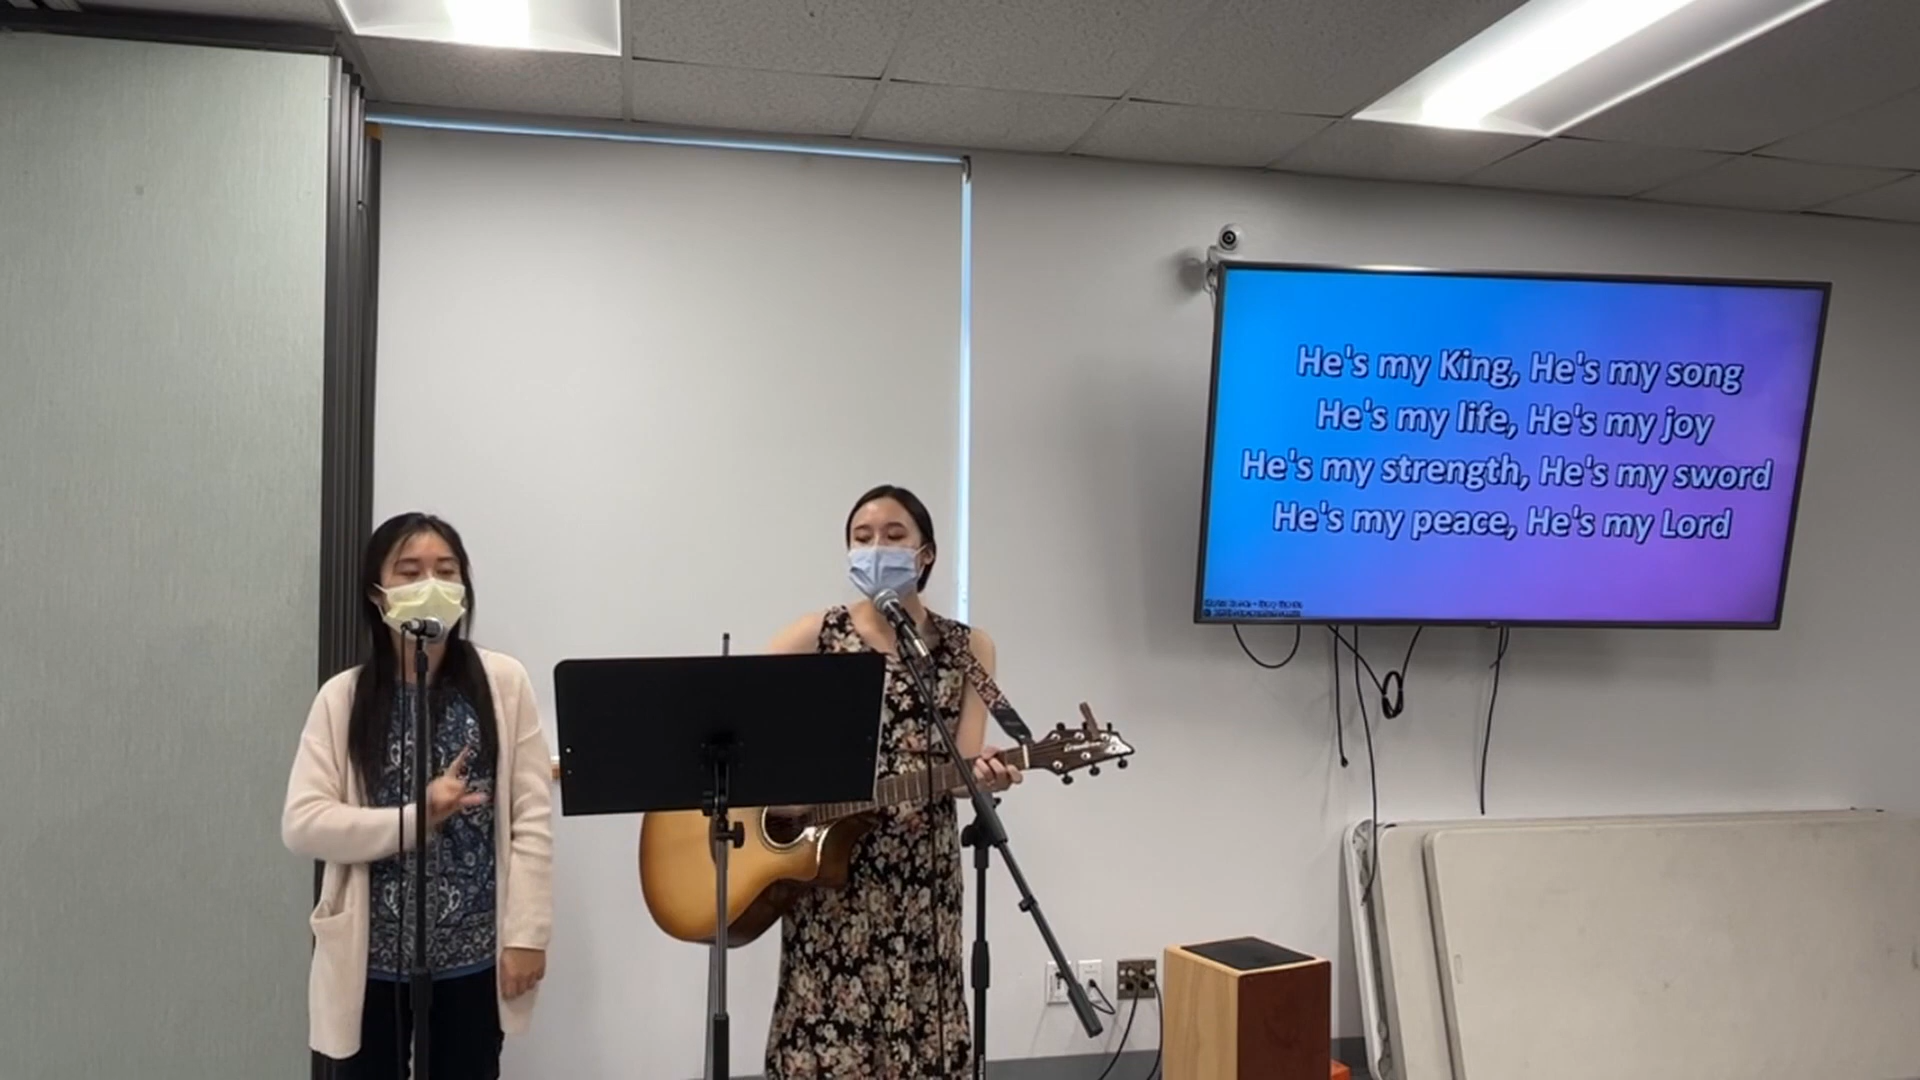 He's my King, He's my song
He's my life, He's my joy
He's my strength, He's my sword
He's my peace, He's my Lord